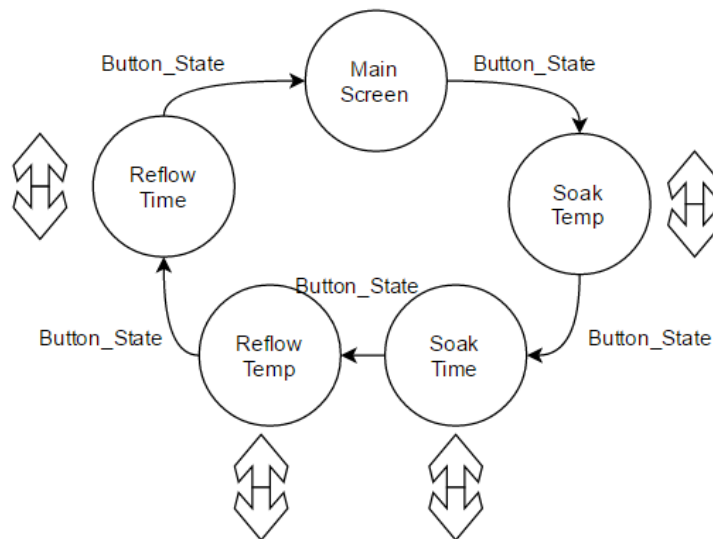 Button_State
Main
Screen
Button_State
Reflow
Time
Soak
Temp
Button_State
Button_State
Reflow
Temp
Soak
Time
Button_State